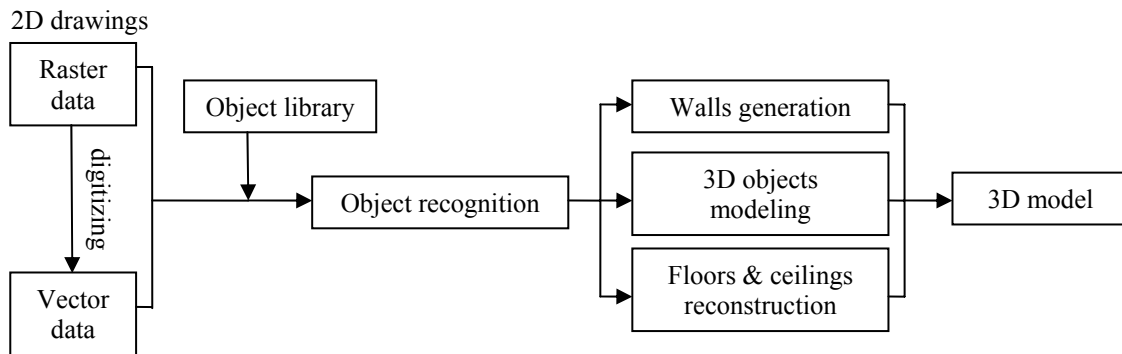 2D drawings
Raster
data
digitizing
Vector
data
Object library
Object recognition
Walls generation
3D objects
modeling
Floors & ceilings
reconstruction
3D model